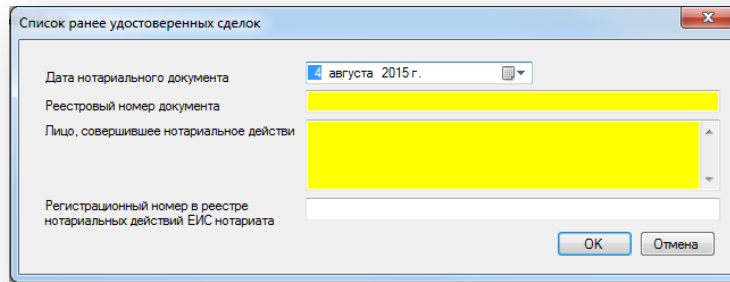 Список ранее удостоверенных сделок
Дата нотариального документа
4 августа 2015 г.
Реестровый номер документа
Лицо, совершившее нотариальное действи
Регистрационный номер в реестре
нотариальных действий ЕИС нотариата
OK Отмена